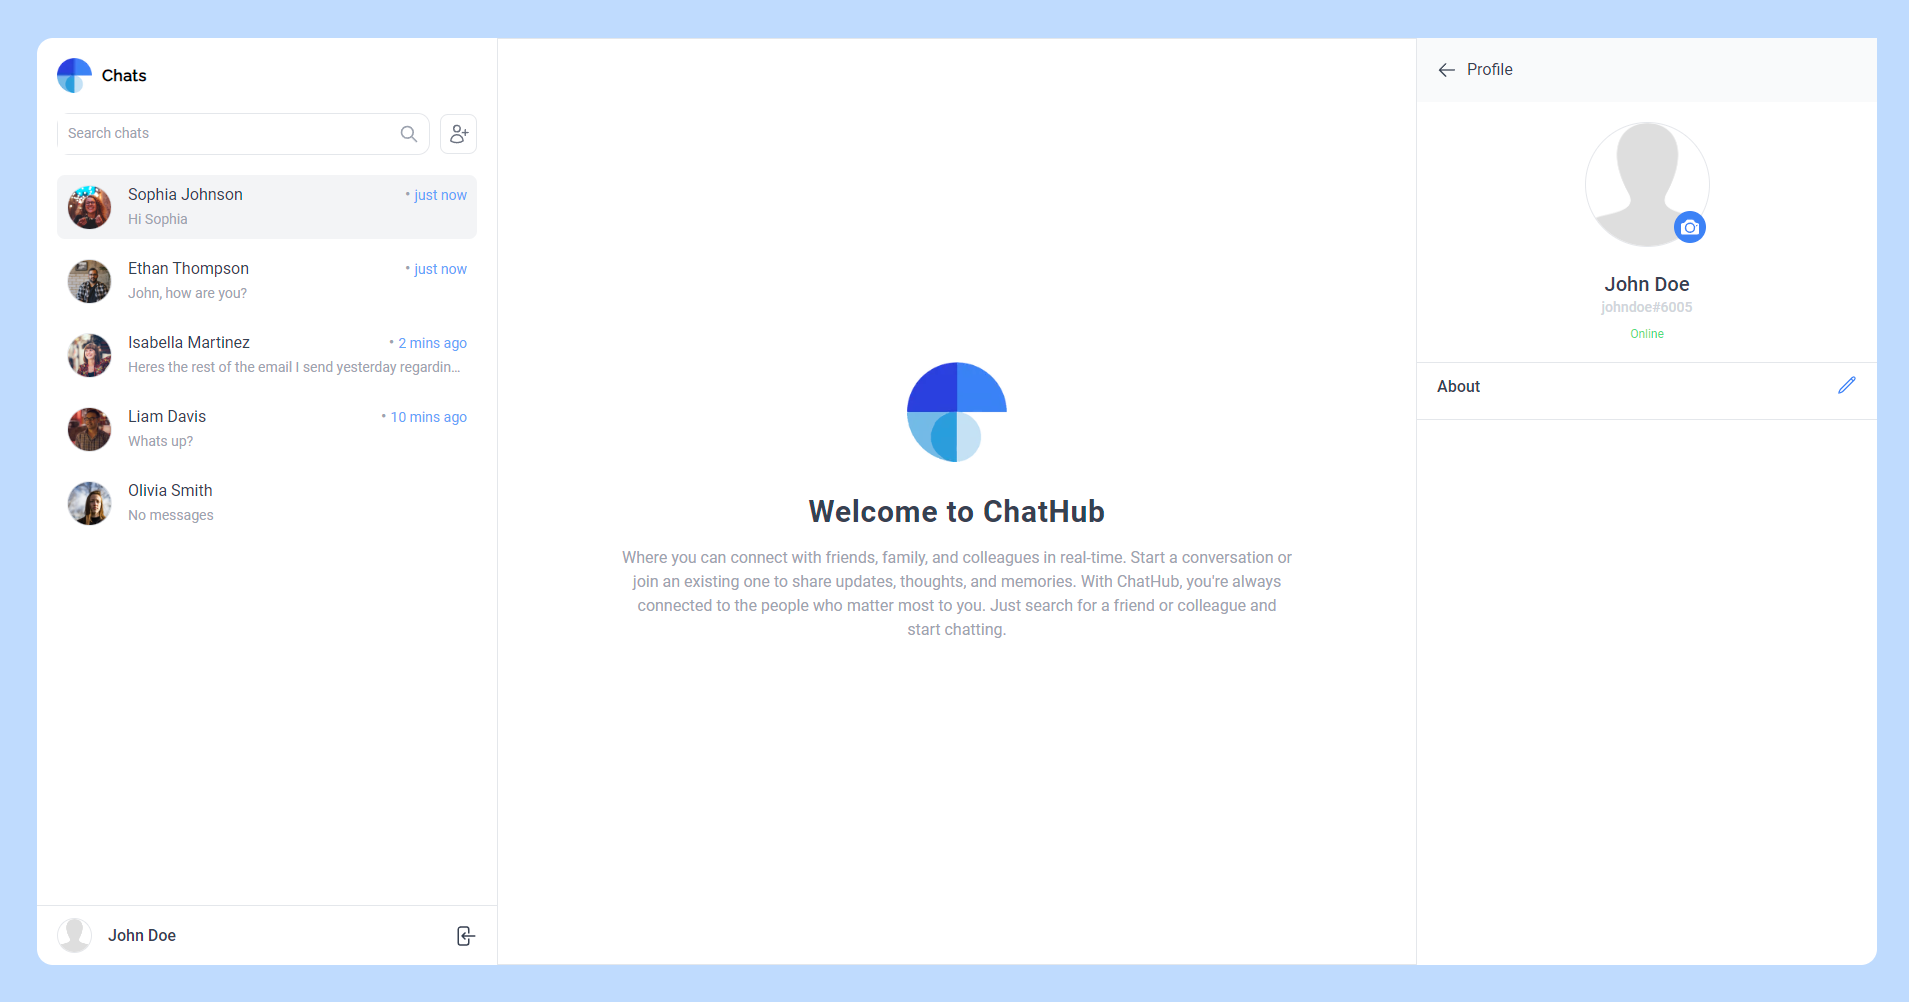 Chats
Search chats
Sophia Johnson
• just now
Hi Sophia
Ethan Thompson
• just now
John, how are you?
Isabella Martinez
• 2 mins ago
Heres the rest of the email I send yesterday regardin...
Liam Davis
• 10 mins ago
Whats up?
Olivia Smith
No messages
John Doe
Welcome to ChatHub
Where you can connect with friends, family, and colleagues in real-time. Start a conversation or
join an existing one to share updates, thoughts, and memories. With ChatHub, you're always
connected to the people who matter most to you. Just search for a friend or colleague and
start chatting.
Profile
John Doe
johndoe#6005
Online
About